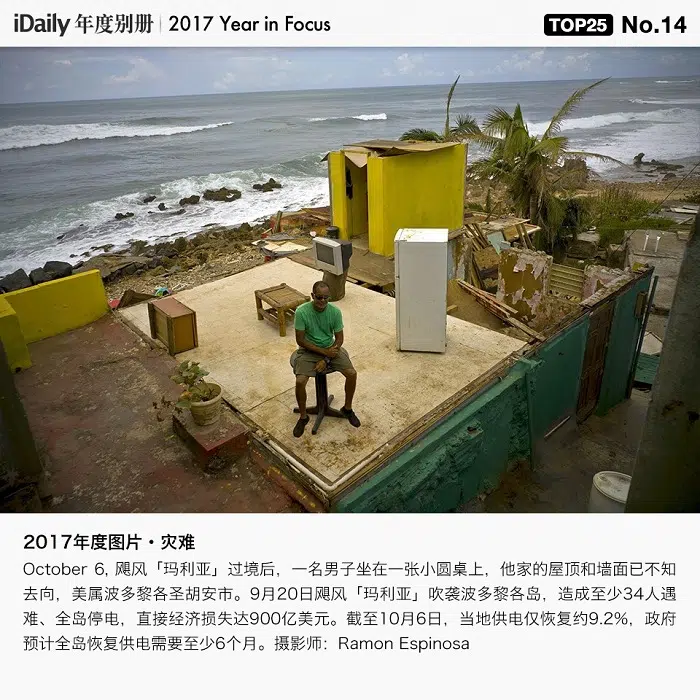 iDaily 年度别册 | 2017 Year in Focus
TOP25 No.14
2017年度图片・灾难
October 6, 飓风「玛利亚」过境后，一名男子坐在一张小圆桌上，他家的屋顶和墙面已不知
去向，美属波多黎各圣胡安市。9月20日飓风「玛利亚」吹袭波多黎各岛，造成至少34人遇
难、全岛停电，直接经济损失达900亿美元。截至10月6日，当地供电仅恢复约9.2%，政府
预计全岛恢复供电需要至少6个月。摄影师：Ramon Espinosa